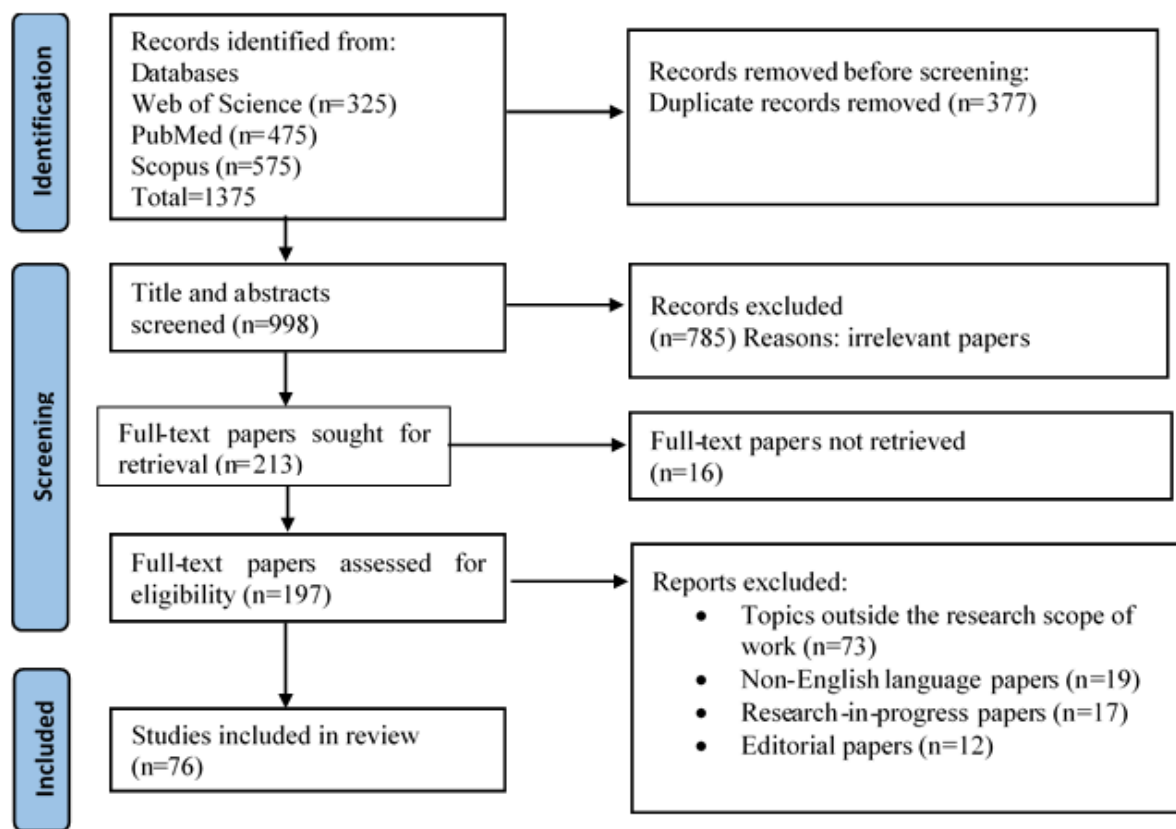 Identification
Records identified from:
Databases
Web of Science (n=325)
PubMed (n=475)
Scopus (n=575)
Total=1375
Records removed before screening:
Duplicate records removed (n=377)
Screening
Title and abstracts
screened (n=998)
Records excluded
(n=785) Reasons: irrelevant papers
Full-text papers sought for
retrieval (n=213)
Full-text papers not retrieved
(n=16)
Full-text papers assessed for
eligibility (n=197)
Reports excluded:
• Topics outside the research scope of
work (n=73)
• Non-English language papers (n=19)
• Research-in-progress papers (n=17)
• Editorial papers (n=12)
Included
Studies included in review
(n=76)